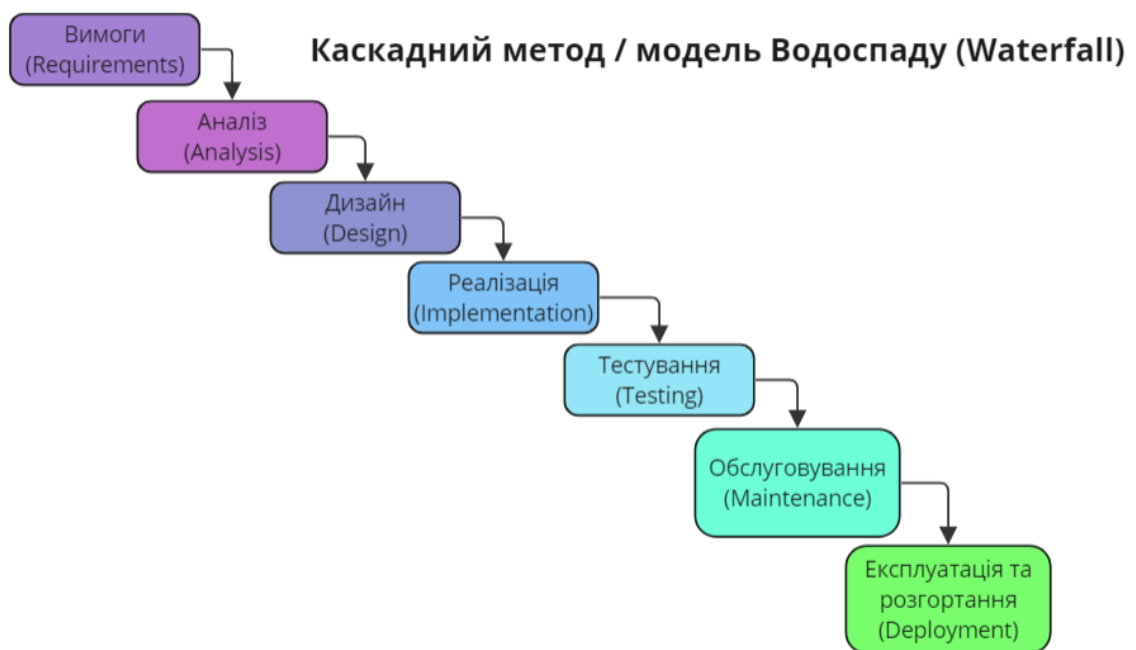 Вимоги
(Requirements)
Каскадний метод / модель Водоспаду (Waterfall)
Аналіз
(Analysis)
Дизайн
(Design)
Реалізація
(Implementation)
Тестування
(Testing)
Обслуговування
(Maintenance)
Експлуатація та
розгортання
(Deployment)